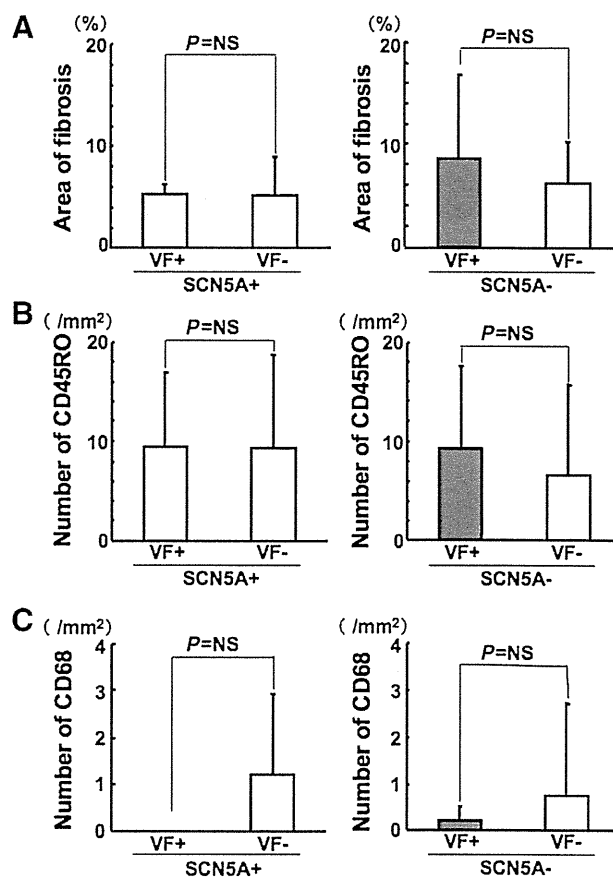 A
(%)
20
10
0
Area of fibrosis
P=NS
VF+ VF-
SCN5A+
(%)
20
10
0
Area of fibrosis
P=NS
VF+ VF-
SCN5A-
B
( /mm²)
20
10
0
Number of CD45RO
P=NS
VF+ VF-
SCN5A+
( /mm²)
20
10
0
Number of CD45RO
P=NS
VF+ VF-
SCN5A-
C
( /mm²)
4
3
2
1
0
Number of CD68
P=NS
VF+ VF-
SCN5A+
( /mm²)
4
3
2
1
0
Number of CD68
P=NS
VF+ VF-
SCN5A-